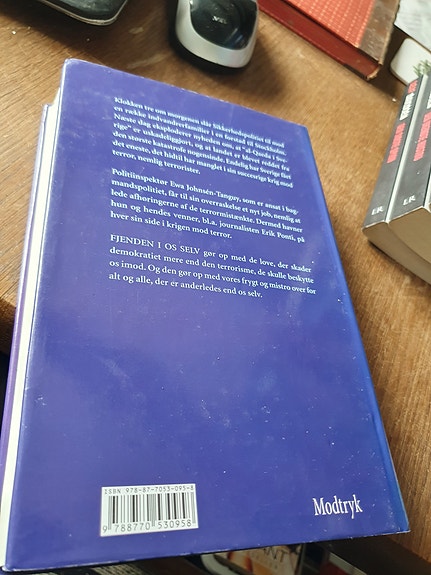 Klokken tre om morgenen slår Sikkerhedspolitiet til mod
en række indvandrerfamilier i en forstad til Stockholm.
Næste dag eksploderer nyheden om, at "al-Qaeda i Sve-
rige" er uskadeliggjort, og at landet er blevet reddet fra
den største katastrofe nogensinde. Endelig har Sverige fået
det eneste, det hidtil har manglet i sin succesrige krig mod
terror, nemlig terrorister.
Politiinspektør Ewa Johnsén-Tanguy, som er ansat i bag-
mandspolitiet, får til sin overraskelse et nyt job, nemlig at
lede afhøringerne af de terrormistænkte. Dermed havner
hun og hendes venner, bl.a. journalisten Erik Ponti, på
hver sin side i krigen mod terror.
FJENDEN I OS SELV gør op med de love, der skader
demokratiet mere end den terrorisme, de skulle beskytte
os imod. Og den gør op med vores frygt og mistro over for
alt og alle, der er anderledes end os selv.
ISBN 978-87-7053-095-8
9 788770 530958
Modtryk